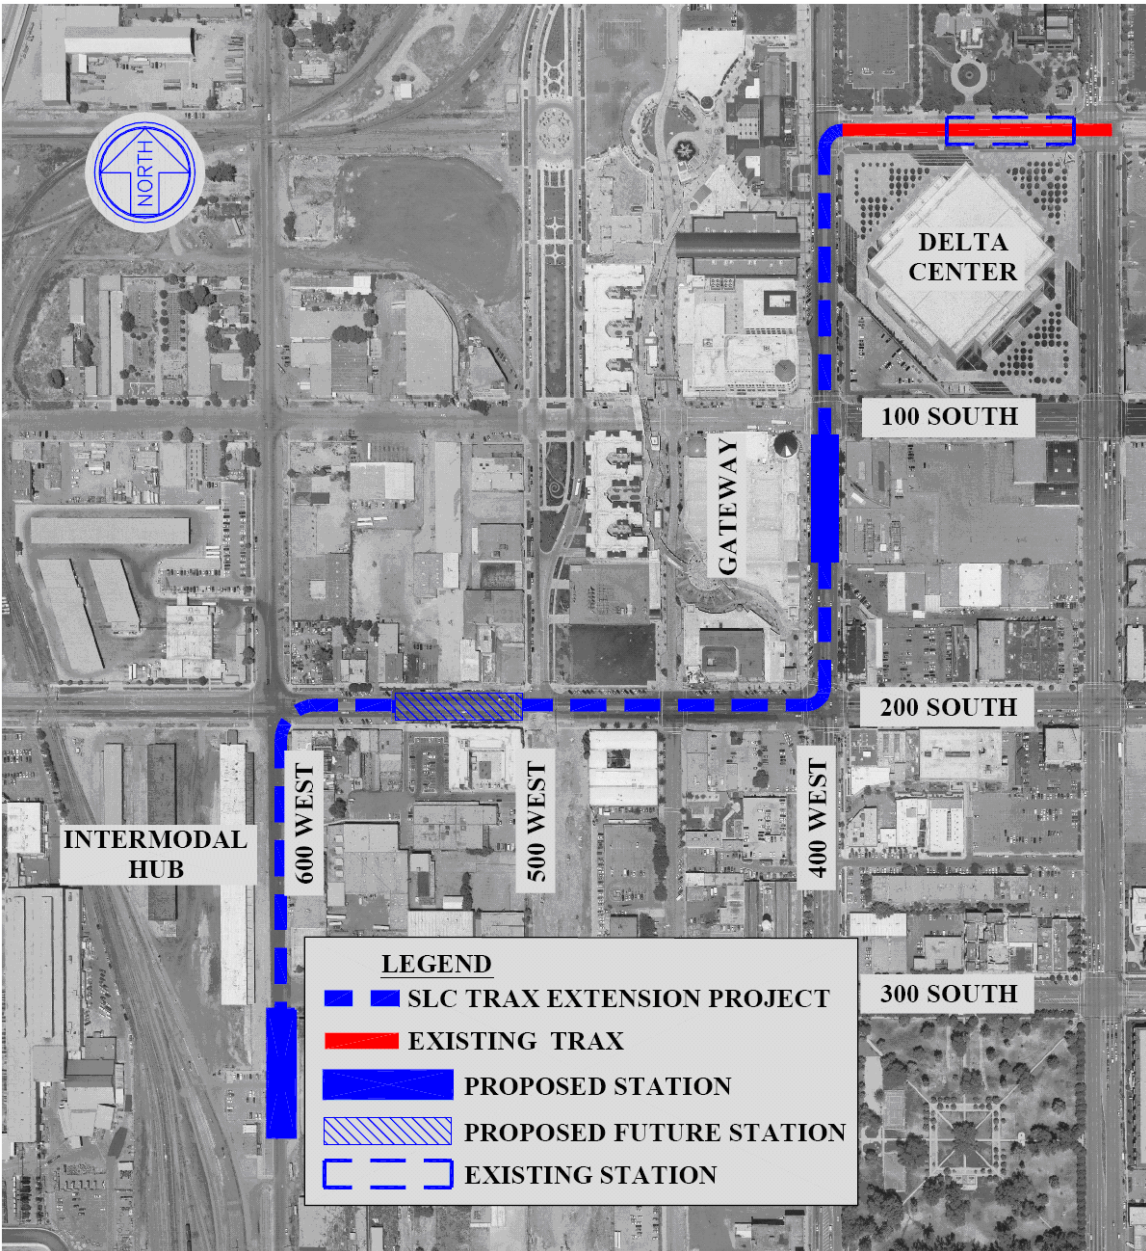 NORTH
DELTA
CENTER
100 SOUTH
GATEWAY
200 SOUTH
600 WEST
500 WEST
400 WEST
INTERMODAL
HUB
300 SOUTH
LEGEND
SLC TRAX EXTENSION PROJECT
EXISTING TRAX
PROPOSED STATION
PROPOSED FUTURE STATION
EXISTING STATION